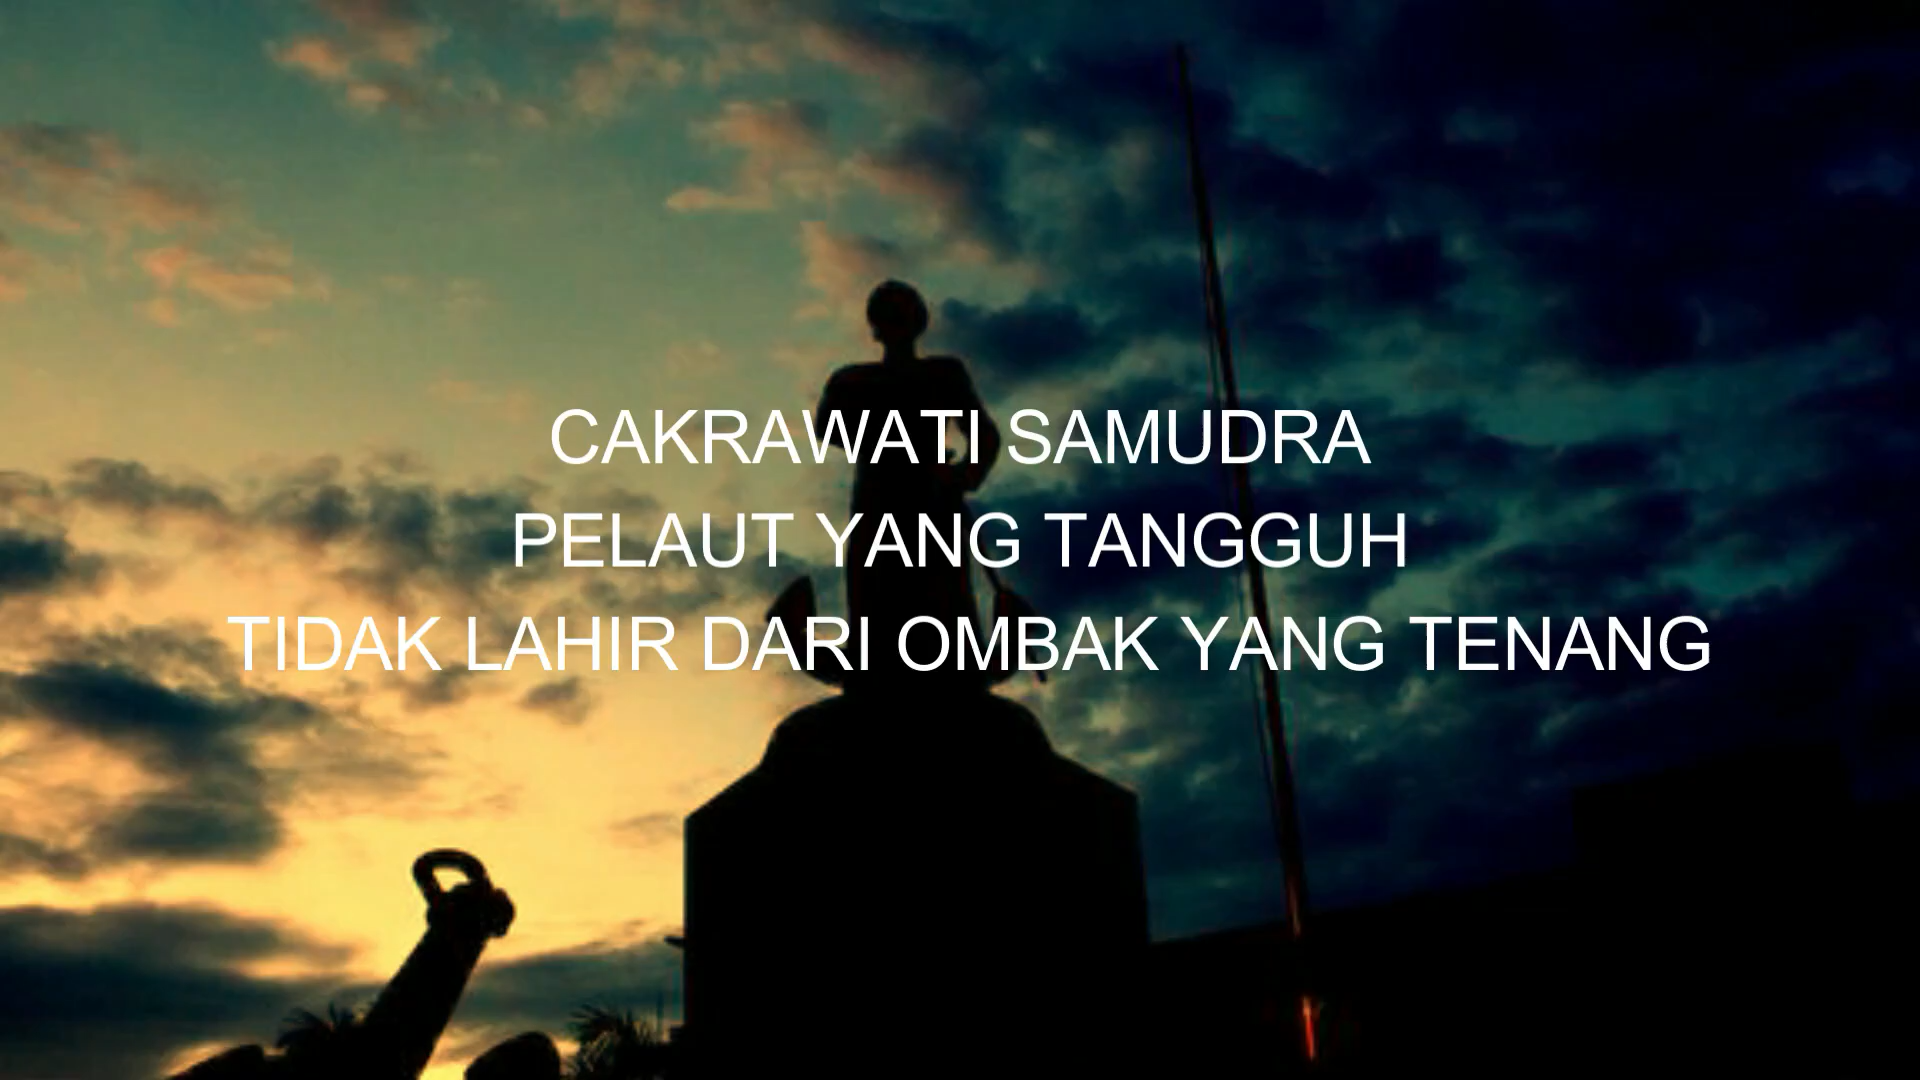 CAKRAWATI SAMUDRA
PELAUT YANG TANGGUH
TIDAK LAHIR DARI OMBAK YANG TENANG